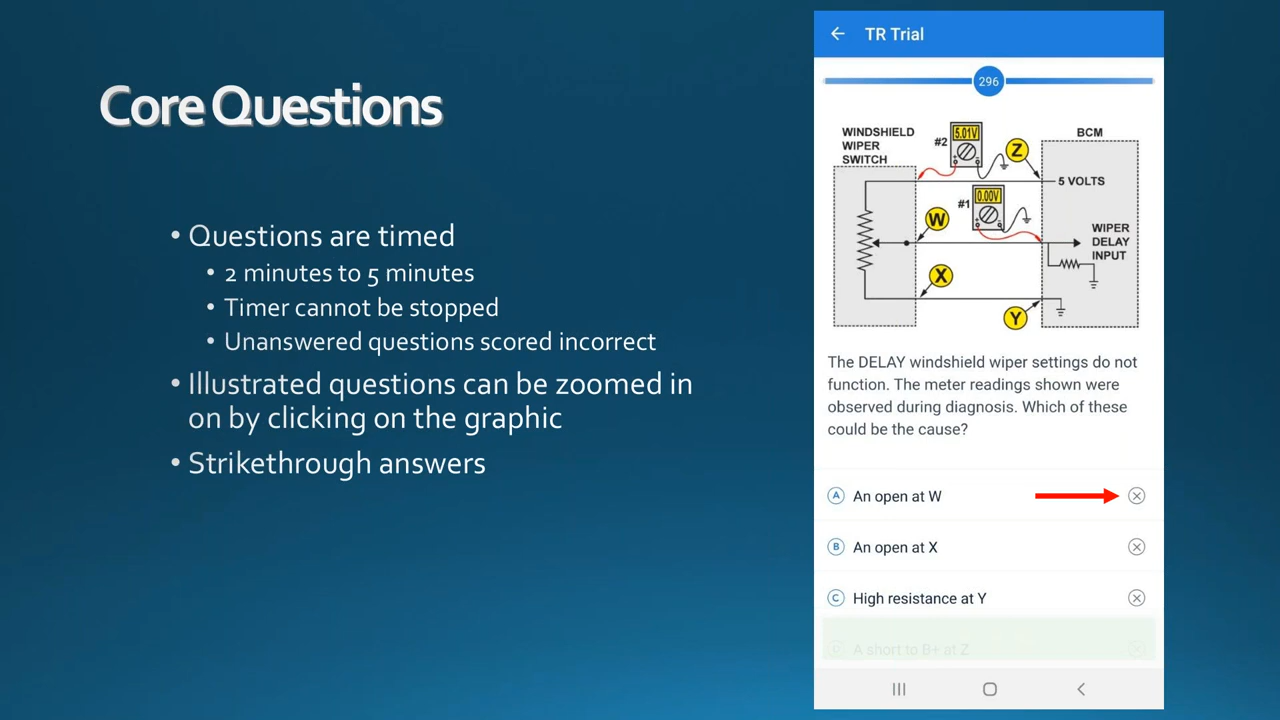 Core Questions
• Questions are timed
• 2 minutes to 5 minutes
• Timer cannot be stopped
• Unanswered questions scored incorrect
• Illustrated questions can be zoomed in
on by clicking on the graphic
• Strikethrough answers
TR Trial
296
WINDSHIELD
WIPER
SWITCH
#2
5.01V
Z
BCM
5 VOLTS
#1
0.00V
W
WIPER
DELAY
INPUT
X
Y
The DELAY windshield wiper settings do not
function. The meter readings shown were
observed during diagnosis. Which of these
could be the cause?
A An open at W
B An open at X
C High resistance at Y
D A short to B+ at Z